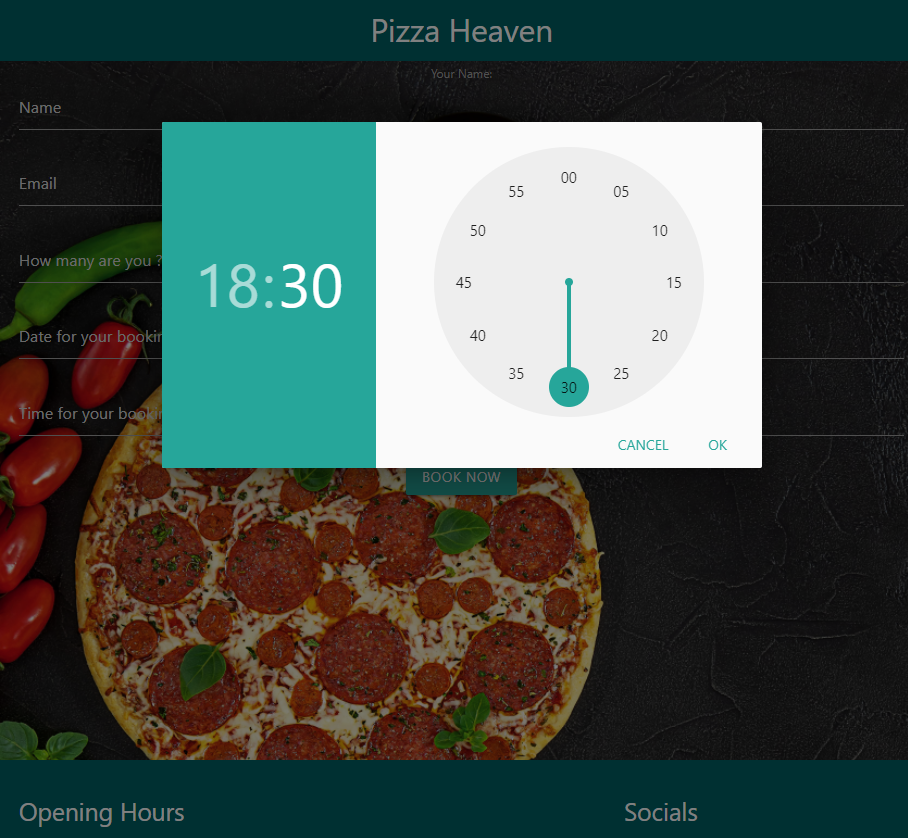 Pizza Heaven
Your Name:
Name
Email
How many are you ?
Date for your bookin
Time for your bookin
18:30
00
05
10
15
20
25
30
35
40
45
50
55
CANCEL
OK
BOOK NOW
Opening Hours
Socials